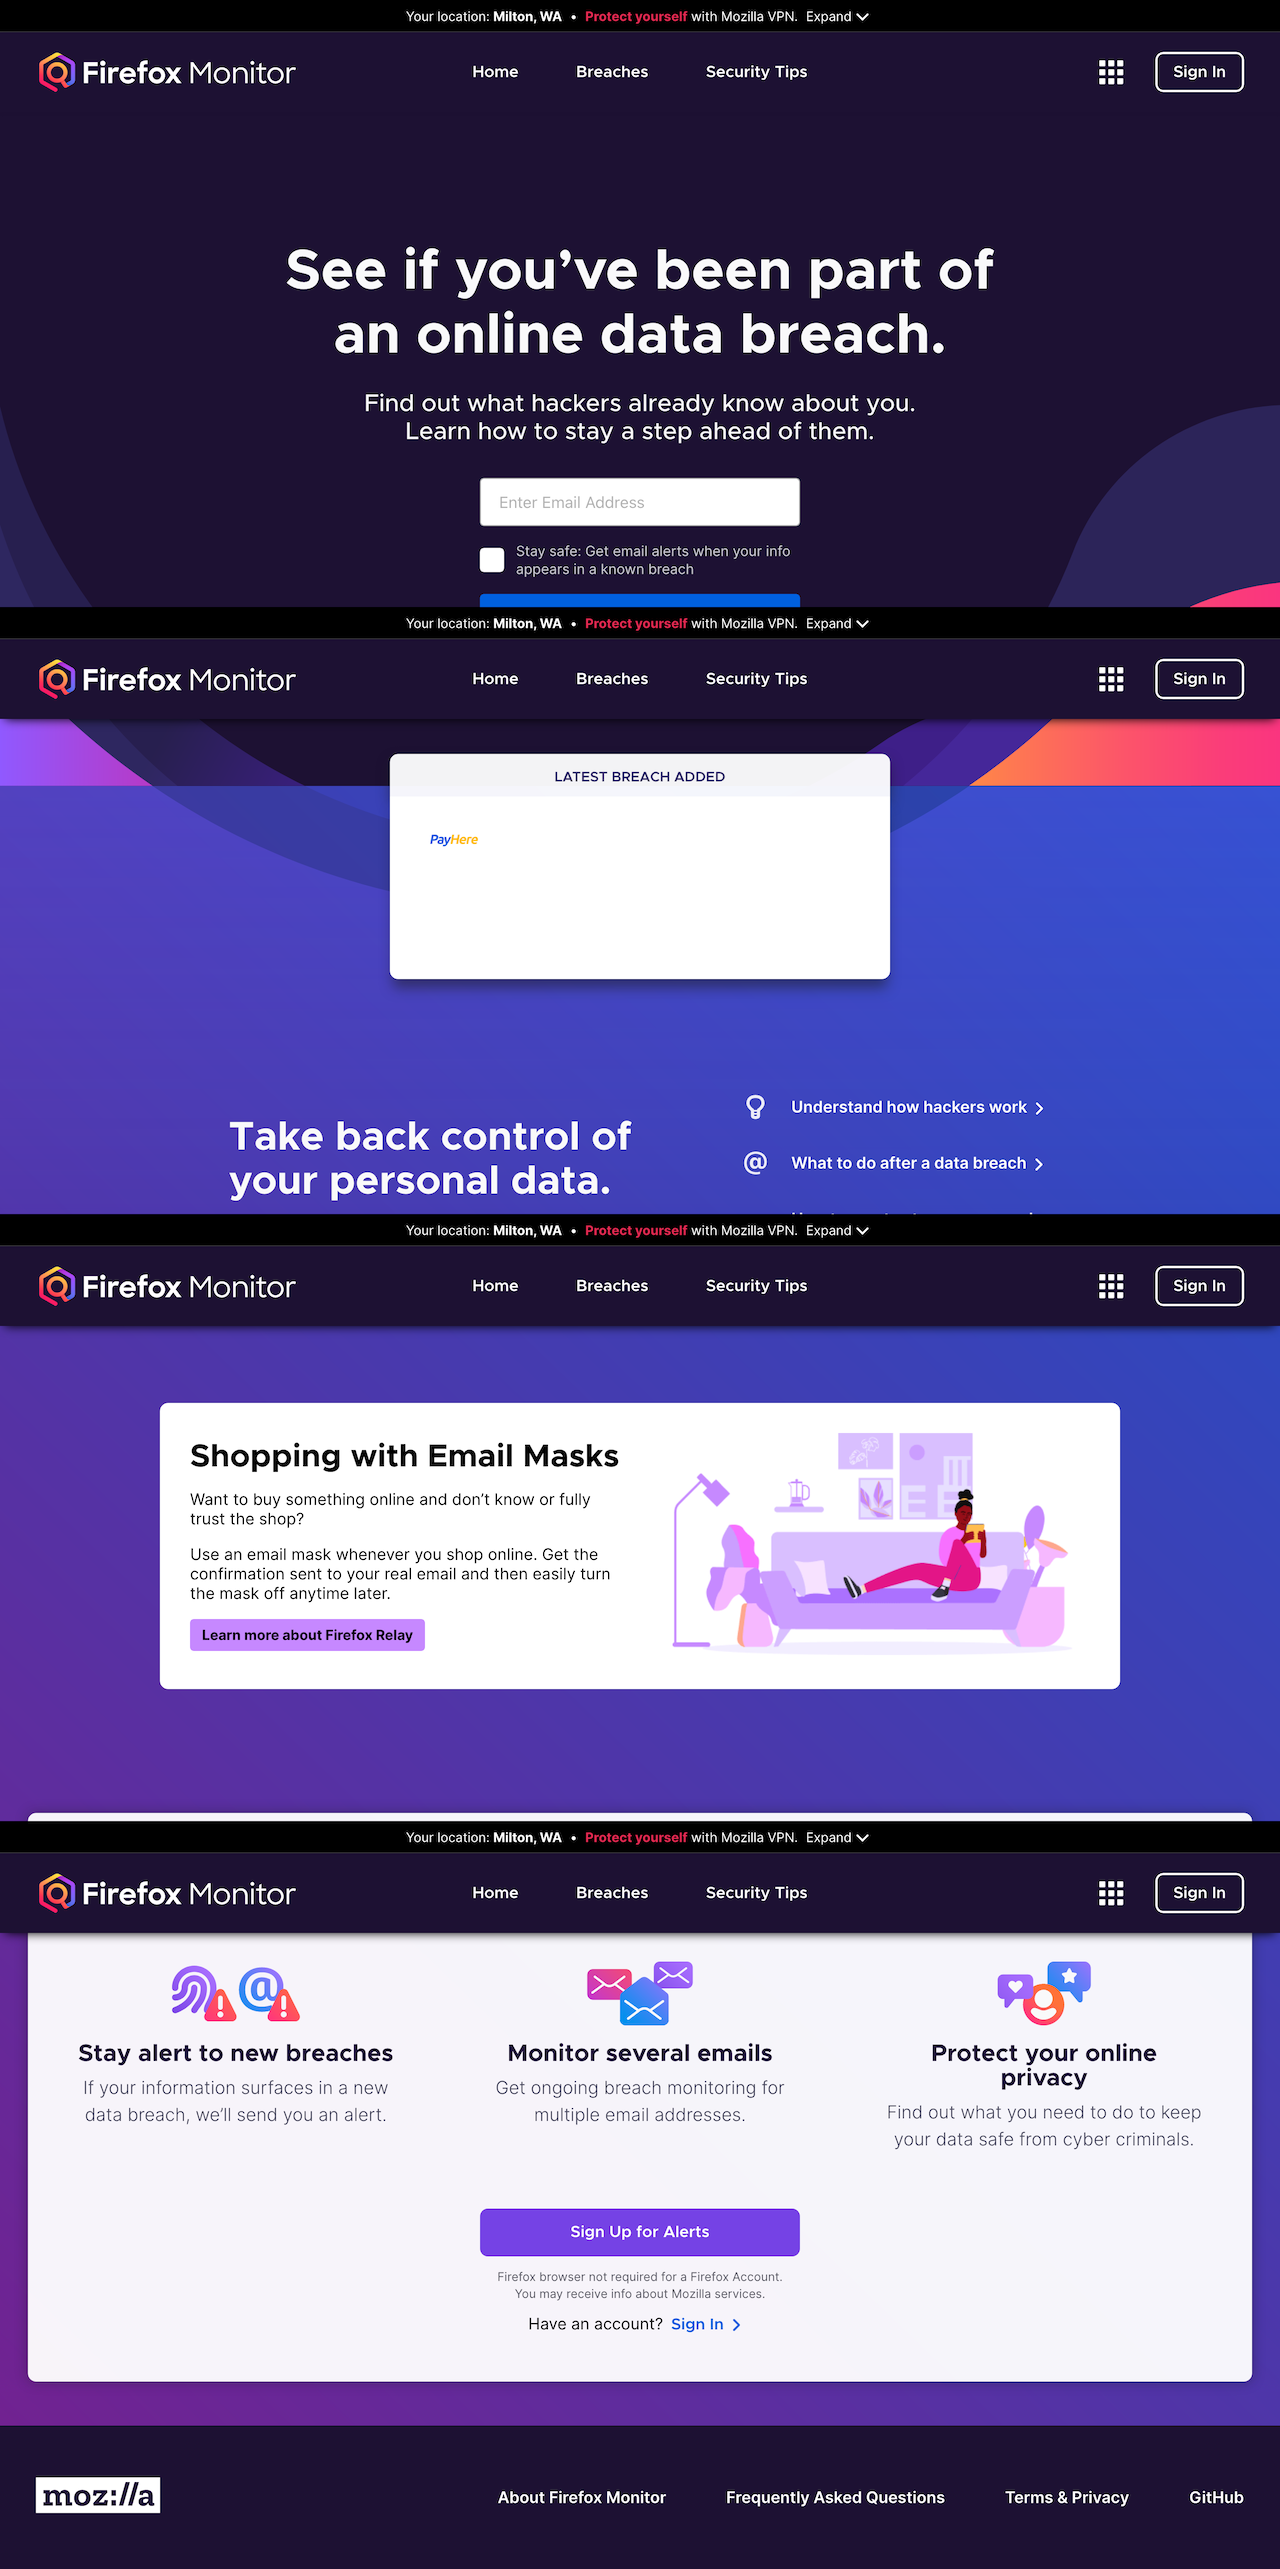 Your location: Milton, WA • Protect yourself with Mozilla VPN. Expand
Firefox Monitor
Home
Breaches
Security Tips
Sign In
See if you’ve been part of
an online data breach.
Find out what hackers already know about you.
Learn how to stay a step ahead of them.
Enter Email Address
Stay safe: Get email alerts when your info
appears in a known breach
Your location: Milton, WA • Protect yourself with Mozilla VPN. Expand
Firefox Monitor
Home
Breaches
Security Tips
Sign In
LATEST BREACH ADDED
PayHere
Take back control of
your personal data.
Understand how hackers work
@ What to do after a data breach
Your location: Milton, WA • Protect yourself with Mozilla VPN. Expand
Firefox Monitor
Home
Breaches
Security Tips
Sign In
Shopping with Email Masks
Want to buy something online and don’t know or fully
trust the shop?
Use an email mask whenever you shop online. Get the
confirmation sent to your real email and then easily turn
the mask off anytime later.
Learn more about Firefox Relay
Your location: Milton, WA • Protect yourself with Mozilla VPN. Expand
Firefox Monitor
Home
Breaches
Security Tips
Sign In
Stay alert to new breaches
If your information surfaces in a new
data breach, we’ll send you an alert.
Monitor several emails
Get ongoing breach monitoring for
multiple email addresses.
Protect your online
privacy
Find out what you need to do to keep
your data safe from cyber criminals.
Sign Up for Alerts
Firefox browser not required for a Firefox Account.
You may receive info about Mozilla services.
Have an account? Sign In
moz://a
About Firefox Monitor
Frequently Asked Questions
Terms & Privacy
GitHub